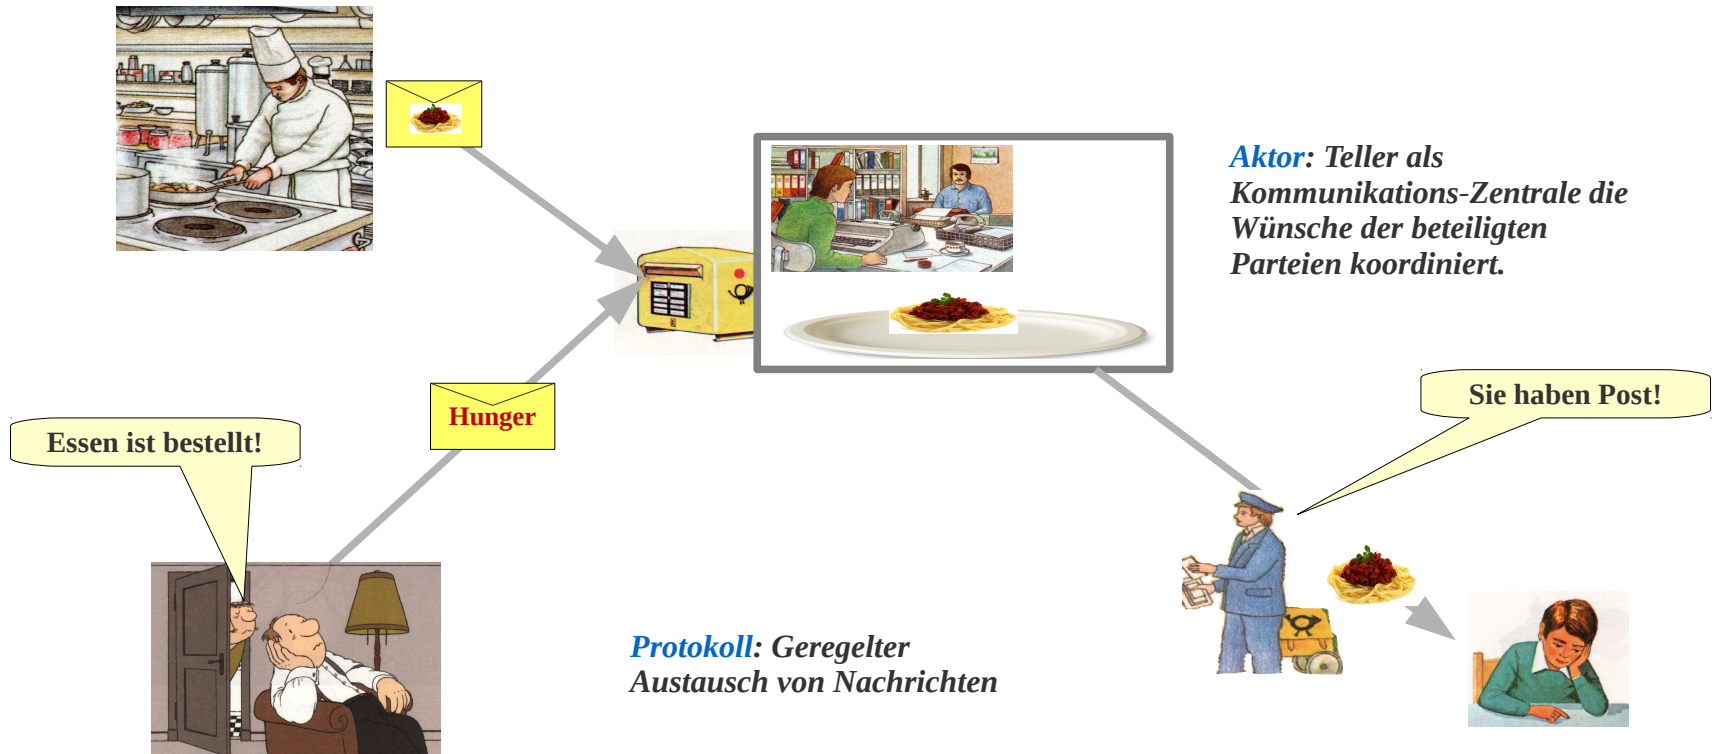 Aktor: Teller als
Kommunikations-Zentrale die
Wünsche der beteiligten
Parteien koordiniert.
Sie haben Post!
Hunger
Essen ist bestellt!
Protokoll: Geregelter
Austausch von Nachrichten